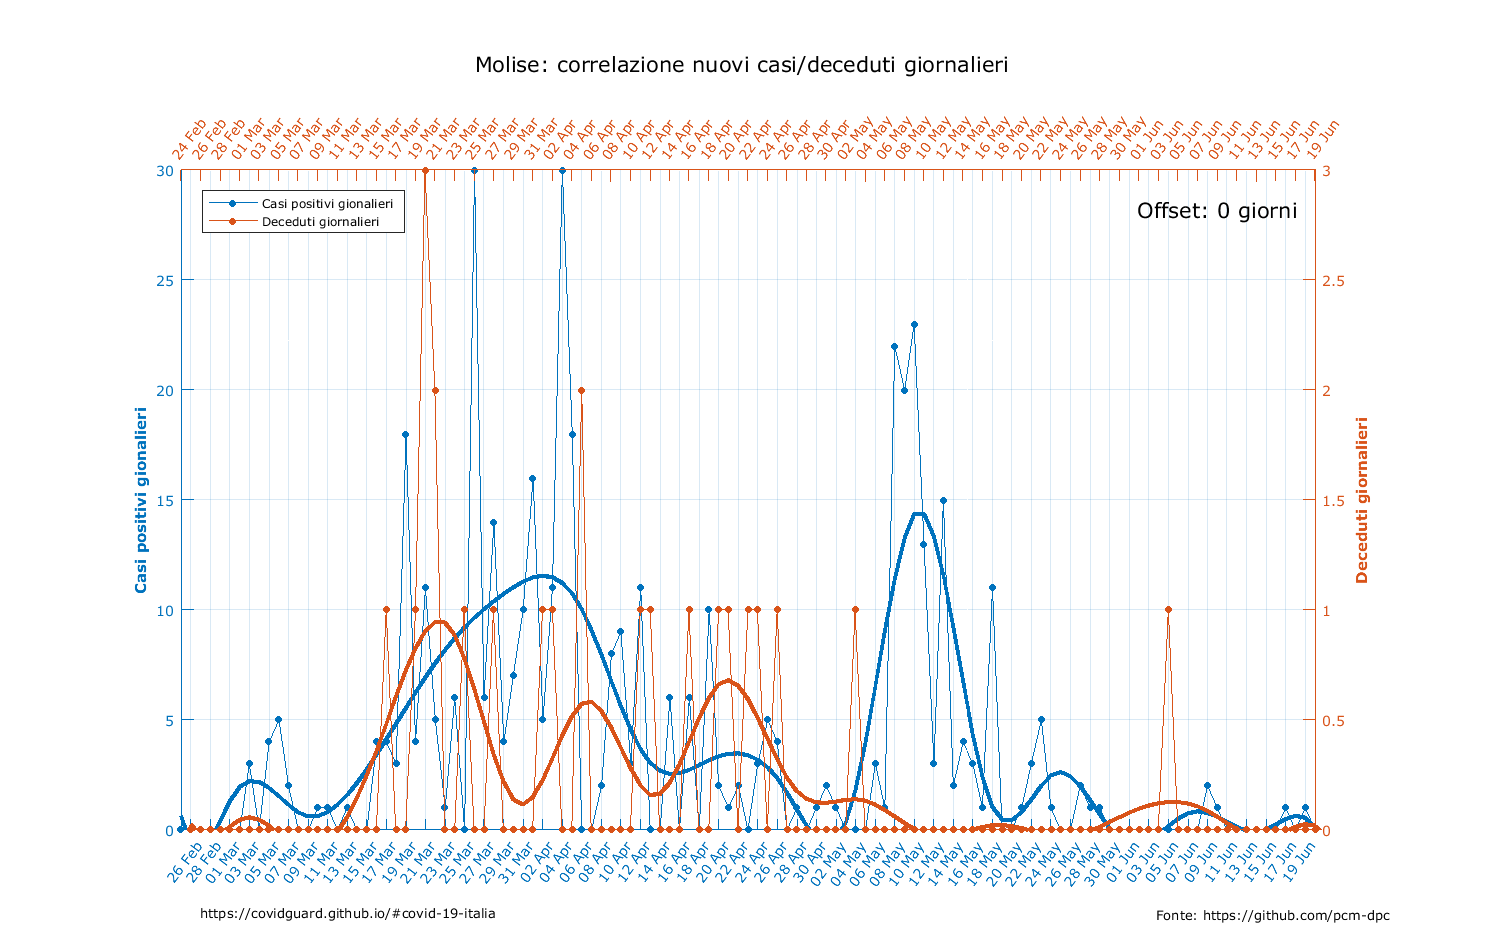 Molise: correlazione nuovi casi/deceduti giornalieri
24 Feb
26 Feb
28 Feb
01 Mar
03 Mar
05 Mar
07 Mar
09 Mar
11 Mar
13 Mar
15 Mar
17 Mar
19 Mar
21 Mar
23 Mar
25 Mar
27 Mar
29 Mar
31 Mar
02 Apr
04 Apr
06 Apr
08 Apr
10 Apr
12 Apr
14 Apr
16 Apr
18 Apr
20 Apr
22 Apr
24 Apr
26 Apr
28 Apr
30 Apr
02 May
04 May
06 May
08 May
10 May
12 May
14 May
16 May
18 May
20 May
22 May
24 May
26 May
28 May
30 May
01 Jun
03 Jun
05 Jun
07 Jun
09 Jun
11 Jun
13 Jun
15 Jun
17 Jun
19 Jun
Casi positivi gionalieri
Deceduti giornalieri
Offset: 0 giorni
30
25
20
15
10
5
0
Casi positivi gionalieri
3
2.5
2
1.5
1
0.5
0
Deceduti giornalieri
26 Feb
28 Feb
01 Mar
03 Mar
05 Mar
07 Mar
09 Mar
11 Mar
13 Mar
15 Mar
17 Mar
19 Mar
21 Mar
23 Mar
25 Mar
27 Mar
29 Mar
31 Mar
02 Apr
04 Apr
06 Apr
08 Apr
10 Apr
12 Apr
14 Apr
16 Apr
18 Apr
20 Apr
22 Apr
24 Apr
26 Apr
28 Apr
30 Apr
02 May
04 May
06 May
08 May
10 May
12 May
14 May
16 May
18 May
20 May
22 May
24 May
26 May
28 May
30 May
01 Jun
03 Jun
05 Jun
07 Jun
09 Jun
11 Jun
13 Jun
15 Jun
17 Jun
19 Jun
https://covidguard.github.io/#covid-19-italia
Fonte: https://github.com/pcm-dpc